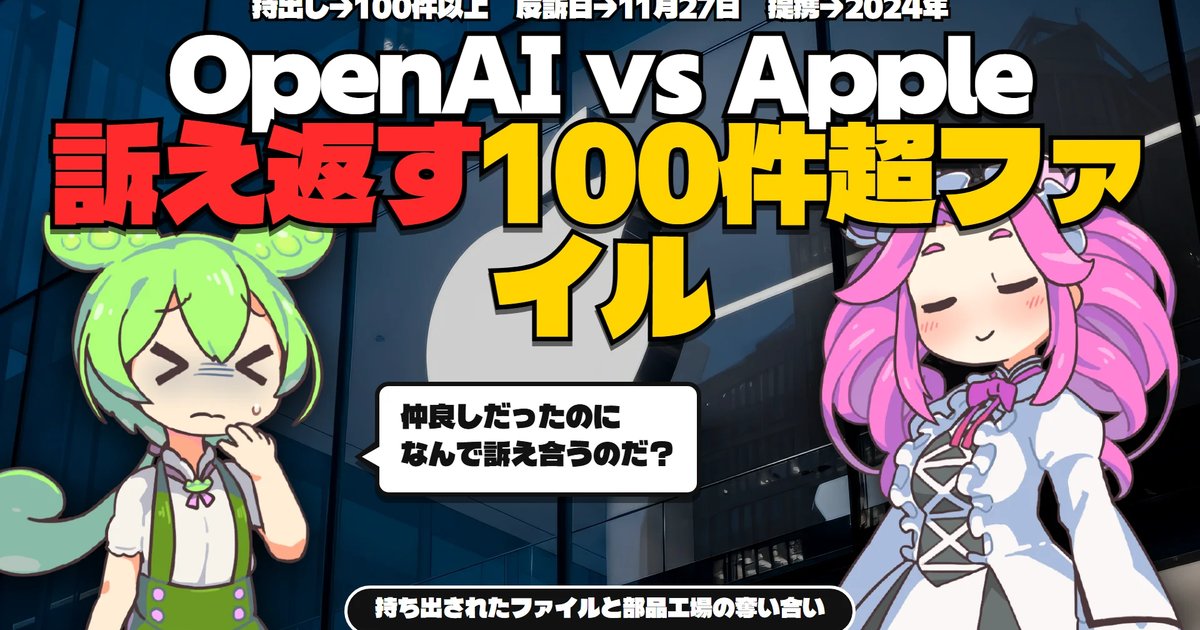 持出し→100件以上　反訴日→11月27日　提携→2024年
OpenAI vs Apple
訴え返す100件超ファ
イル
仲良しだったのに
なんで訴え合うのだ？
持ち出されたファイルと部品工場の奪い合い